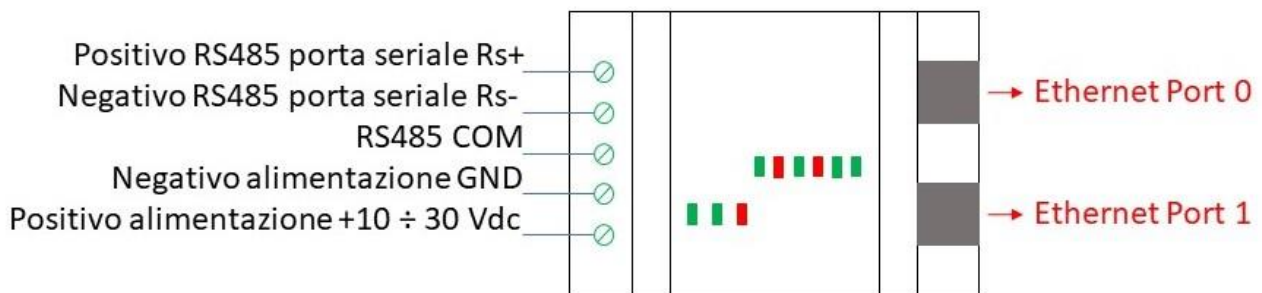 Positivo RS485 porta seriale Rs+
Negativo RS485 porta seriale Rs-
RS485 COM
Negativo alimentazione GND
Positivo alimentazione +10 ÷ 30 Vdc
Ethernet Port 0
Ethernet Port 1